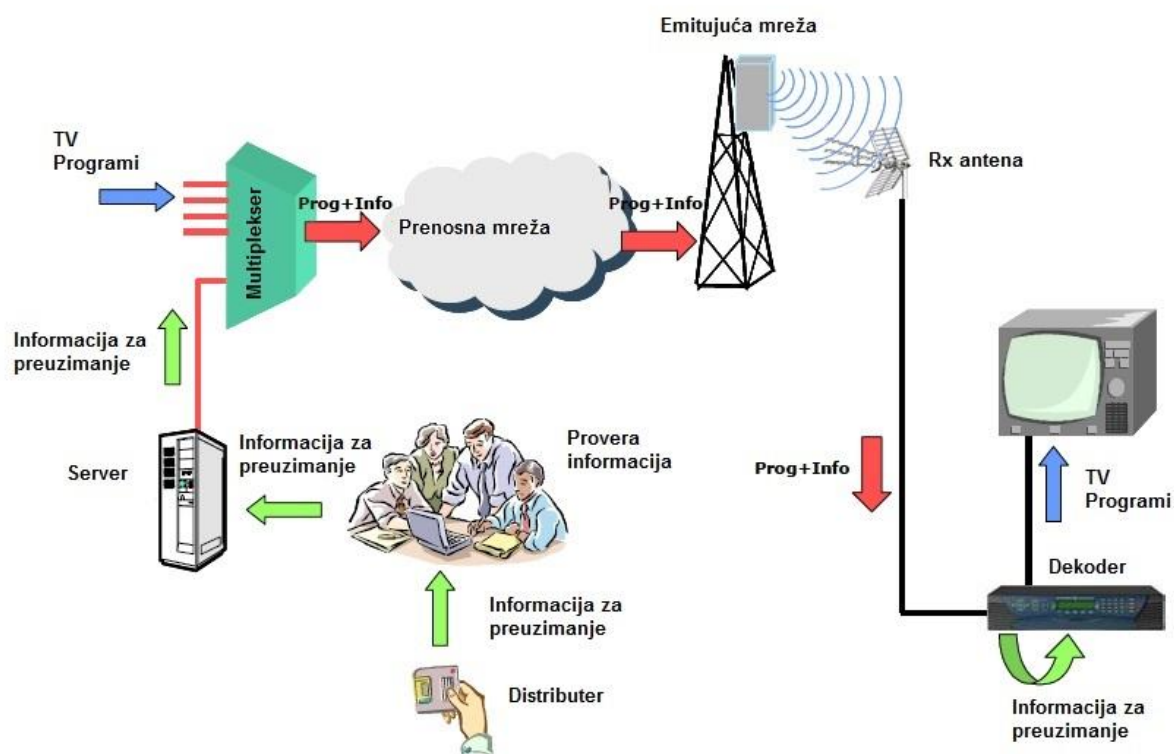 Emitujuća mreža
TV
Programi
Multiplekser
Prog+Info
Prenosna mreža
Prog+Info
Rx antena
Informacija za
preuzimanje
Server
Informacija za
preuzimanje
Provera
informacija
Informacija za
preuzimanje
Distributer
Prog+Info
TV
Programi
Dekoder
Informacija za
preuzimanje